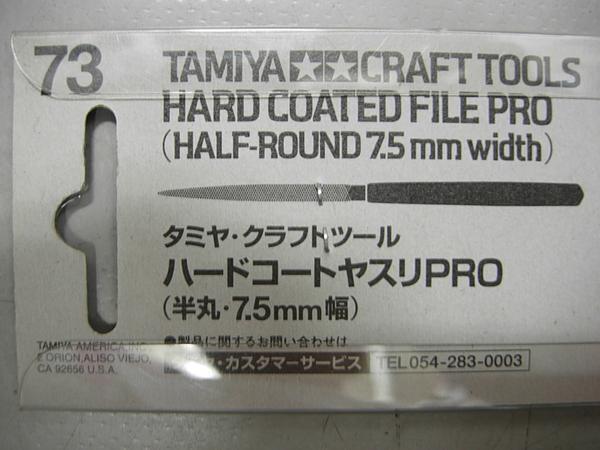 73
TAMIYA★★CRAFT TOOLS
HARD COATED FILE PRO
(HALF-ROUND 7.5mm width)
タミヤ・クラフトツール
ハードコートヤスリPRO
(半丸・7.5mm幅)
●製品に関するお問い合わせは
・カスタマーサービス TEL 054-283-0003
TAMIYA AMERICA, INC.
2 ORION, ALISO VIEJO,
CA 92656 U.S.A.